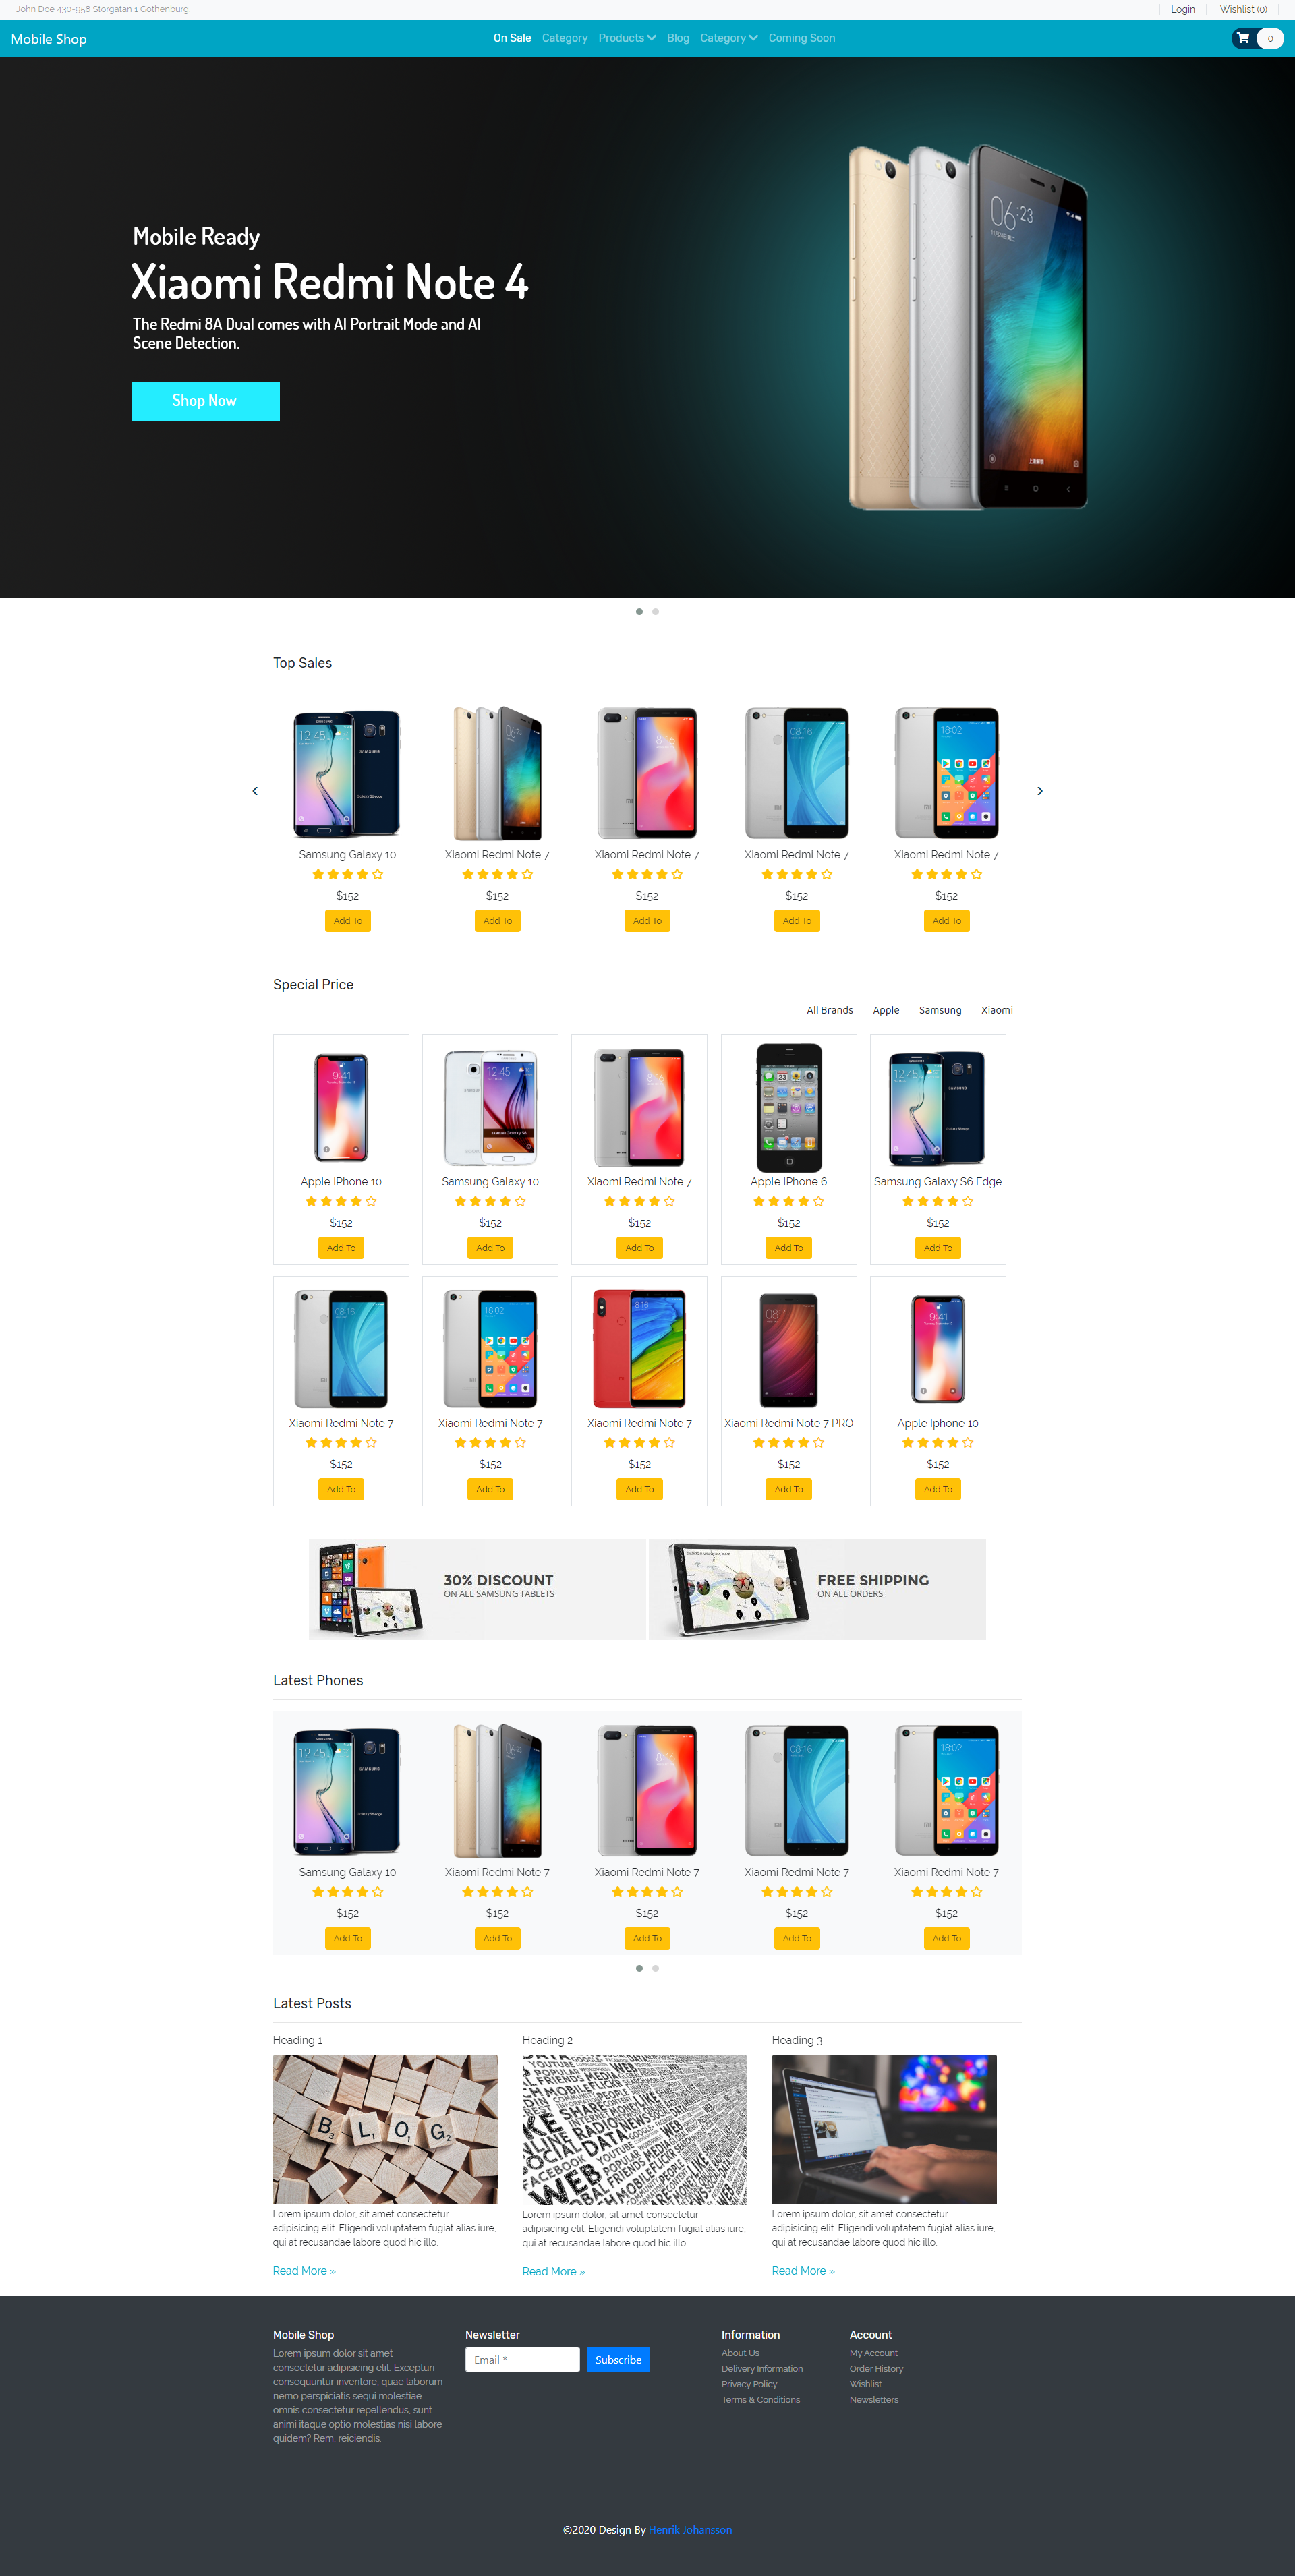 John Doe 430-958 Storgatan 1 Gothenburg.
Login
Wishlist (0)
Mobile Shop
On Sale
Category
Products
Blog
Category
Coming Soon
0
Mobile Ready
Xiaomi Redmi Note 4
The Redmi 8A Dual comes with AI Portrait Mode and AI
Scene Detection.
Shop Now
06:23
Top Sales
‹
›
Samsung Galaxy 10
Xiaomi Redmi Note 7
Xiaomi Redmi Note 7
Xiaomi Redmi Note 7
Xiaomi Redmi Note 7
$152
$152
$152
$152
$152
Add To
Add To
Add To
Add To
Add To
Special Price
All Brands
Apple
Samsung
Xiaomi
Apple IPhone 10
Samsung Galaxy 10
Xiaomi Redmi Note 7
Apple IPhone 6
Samsung Galaxy S6 Edge
$152
$152
$152
$152
$152
Add To
Add To
Add To
Add To
Add To
Xiaomi Redmi Note 7
Xiaomi Redmi Note 7
Xiaomi Redmi Note 7
Xiaomi Redmi Note 7 PRO
Apple Iphone 10
$152
$152
$152
$152
$152
Add To
Add To
Add To
Add To
Add To
30% DISCOUNT
ON ALL SAMSUNG TABLETS
FREE SHIPPING
ON ALL ORDERS
Latest Phones
Samsung Galaxy 10
Xiaomi Redmi Note 7
Xiaomi Redmi Note 7
Xiaomi Redmi Note 7
Xiaomi Redmi Note 7
$152
$152
$152
$152
$152
Add To
Add To
Add To
Add To
Add To
Latest Posts
Heading 1
BLOG
Lorem ipsum dolor, sit amet consectetur
adipisicing elit. Eligendi voluptatem fugiat alias iure,
qui at recusandae labore quod hic illo.
Read More »
Heading 2
Lorem ipsum dolor, sit amet consectetur
adipisicing elit. Eligendi voluptatem fugiat alias iure,
qui at recusandae labore quod hic illo.
Read More »
Heading 3
Lorem ipsum dolor, sit amet consectetur
adipisicing elit. Eligendi voluptatem fugiat alias iure,
qui at recusandae labore quod hic illo.
Read More »
Mobile Shop
Lorem ipsum dolor sit amet
consectetur adipisicing elit. Excepturi
consequuntur inventore, quae laborum
nemo perspiciatis sequi molestiae
omnis consectetur repellendus, sunt
animi itaque optio molestias nisi labore
quidem? Rem, reiciendis.
Newsletter
Email *
Subscribe
Information
About Us
Delivery Information
Privacy Policy
Terms & Conditions
Account
My Account
Order History
Wishlist
Newsletters
©2020 Design By Henrik Johansson